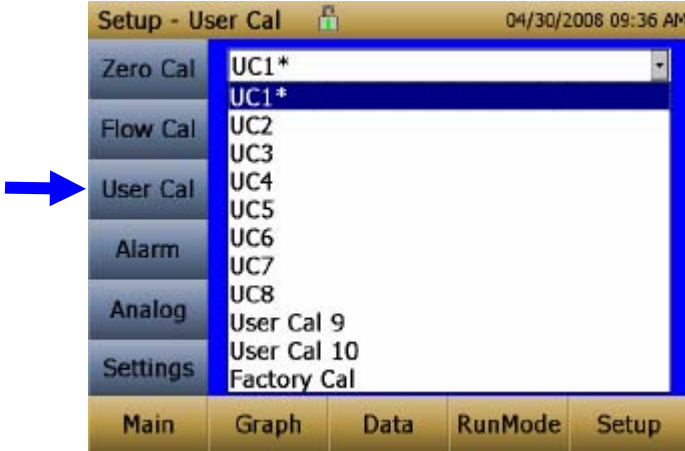 Setup - User Cal 04/30/2008 09:36 AM
Zero Cal
Flow Cal
User Cal
Alarm
Analog
Settings
UC1*
UC1*
UC2
UC3
UC4
UC5
UC6
UC7
UC8
User Cal 9
User Cal 10
Factory Cal
Main Graph Data RunMode Setup